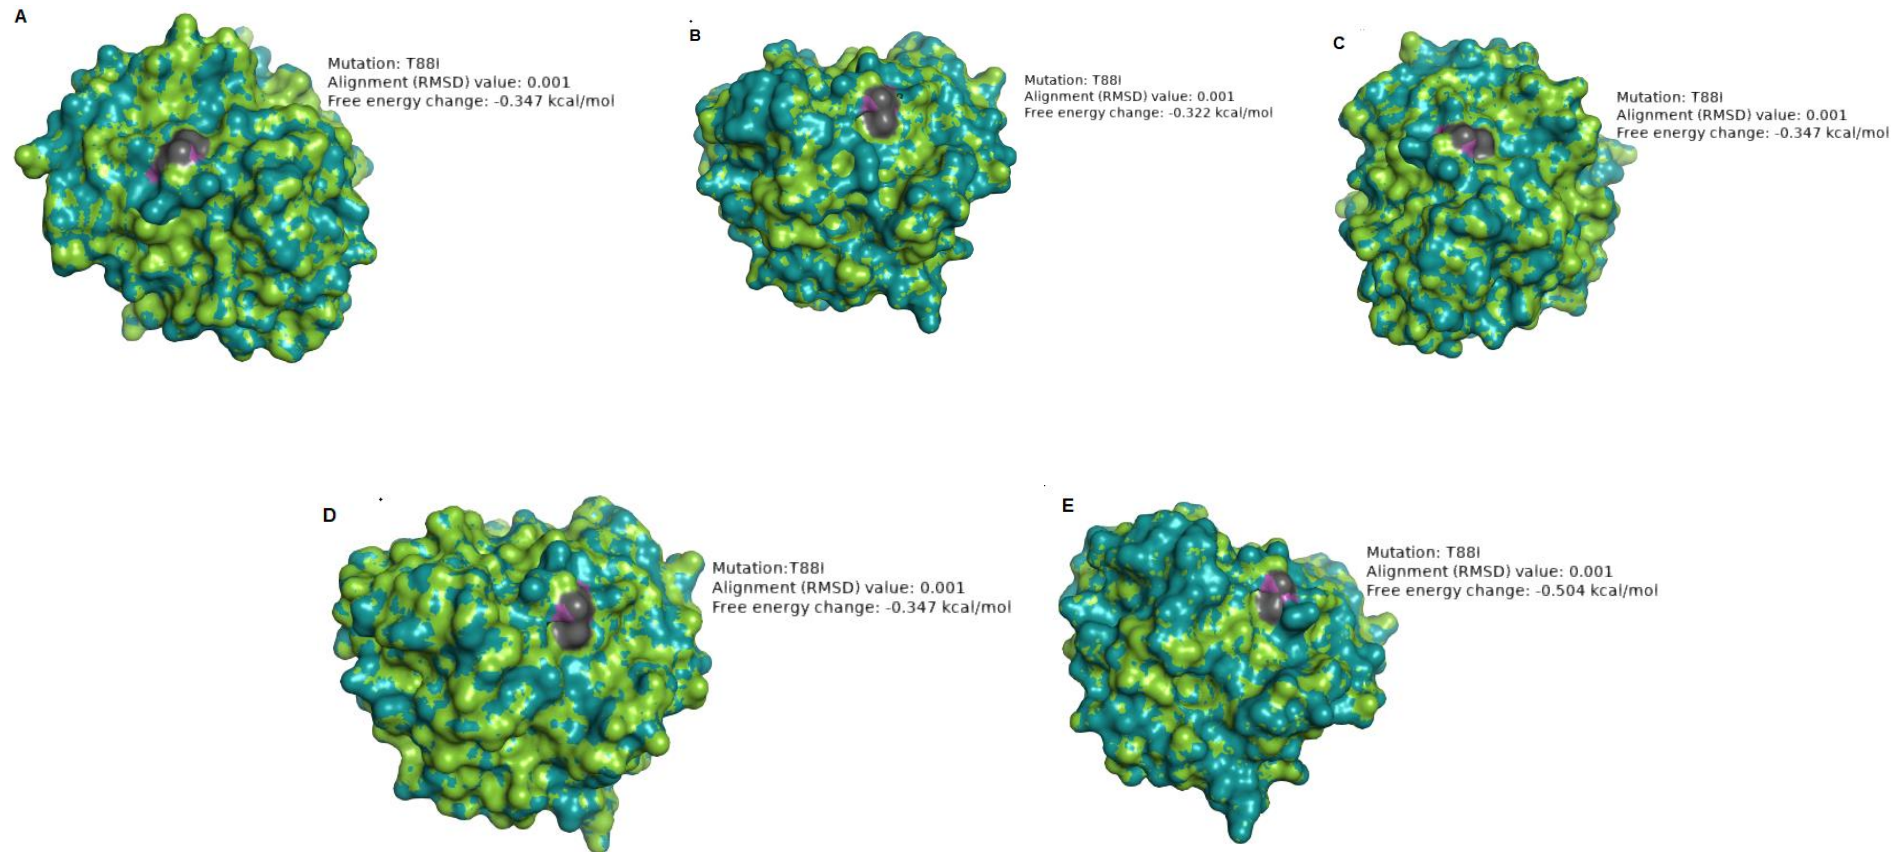 A
Mutation: T88I
Alignment (RMSD) value: 0.001
Free energy change: -0.347 kcal/mol
B
Mutation: T88I
Alignment (RMSD) value: 0.001
Free energy change: -0.322 kcal/mol
C
Mutation: T88I
Alignment (RMSD) value: 0.001
Free energy change: -0.347 kcal/mol
D
Mutation:T88I
Alignment (RMSD) value: 0.001
Free energy change: -0.347 kcal/mol
E
Mutation: T88I
Alignment (RMSD) value: 0.001
Free energy change: -0.504 kcal/mol